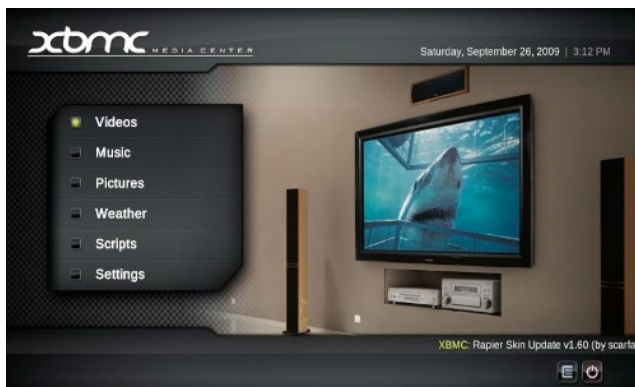 xbmc MEDIA CENTER
Saturday, September 26, 2009 | 3:12 PM
Videos
Music
Pictures
Weather
Scripts
Settings
XBMC: Rapier Skin Update v1.60 (by scarfa